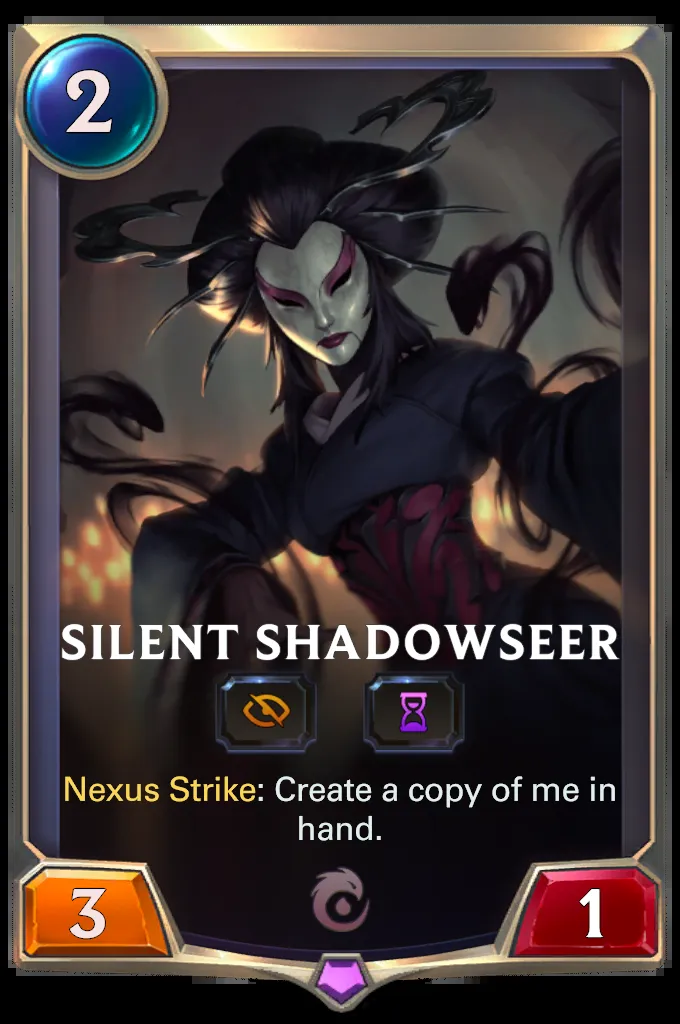 2
SILENT SHADOWSEER
Nexus Strike: Create a copy of me in
hand.
3
1